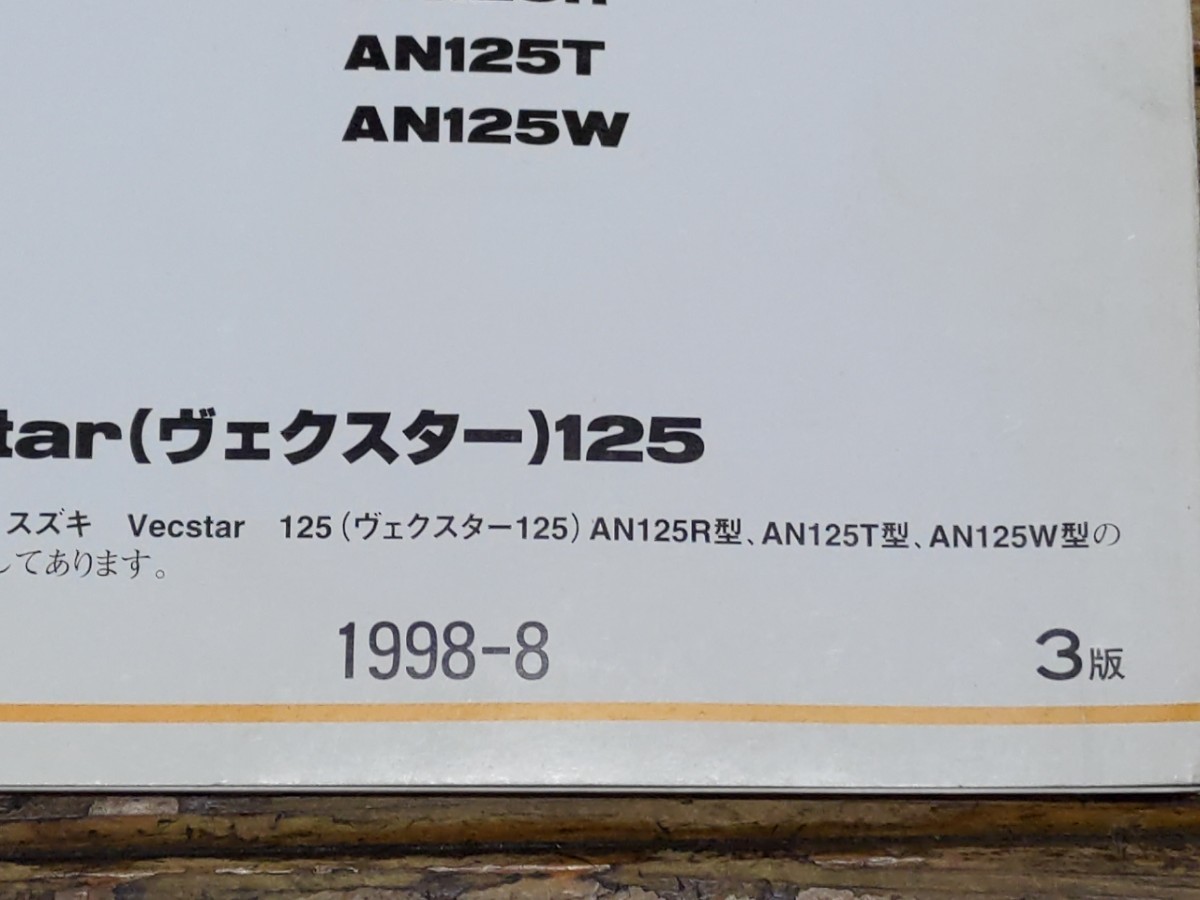 AN125T
AN125W
tar(ヴェクスター)125
スズキ Vecstar 125(ヴェクスター125)AN125R型、AN125T型、AN125W型の
してあります。
1998-8
3版